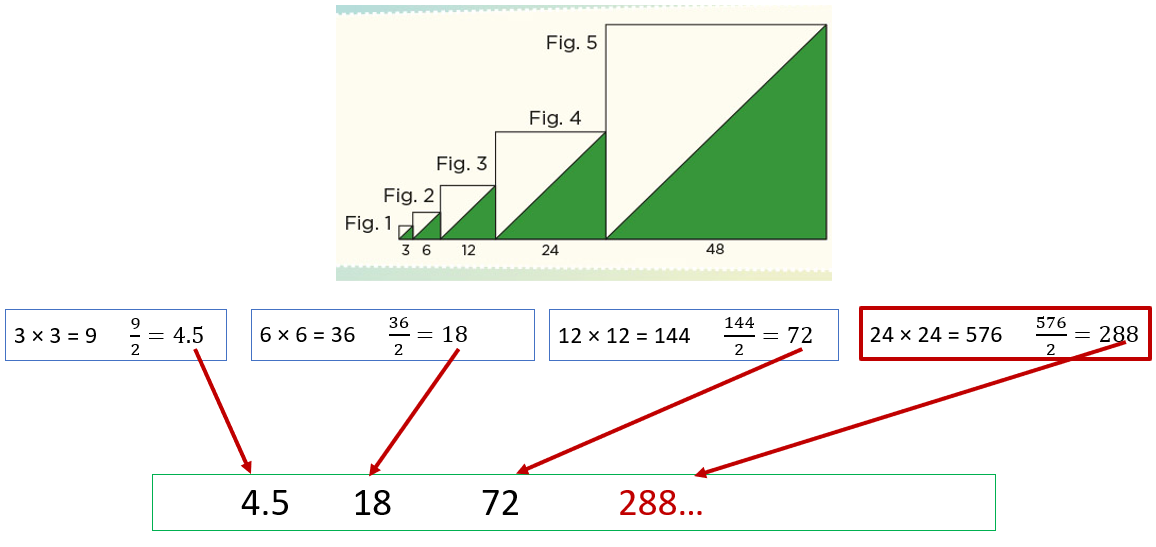 Fig. 5
Fig. 4
Fig. 3
Fig. 2
Fig. 1
3 6 12 24 48
3 × 3 = 9 9/2 = 4.5
6 × 6 = 36 36/2 = 18
12 × 12 = 144 144/2 = 72
24 × 24 = 576 576/2 = 288
4.5 18 72 288...